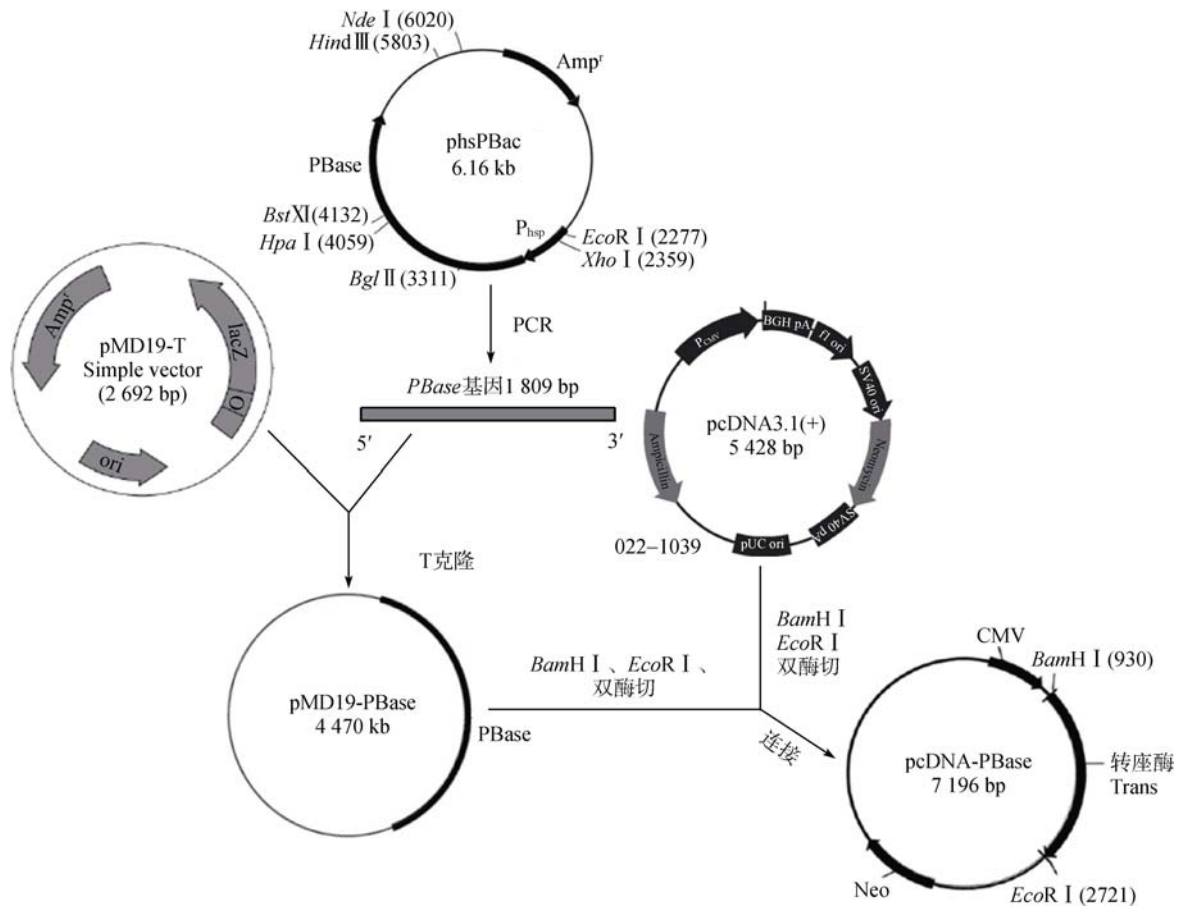 Nde Ⅰ (6020)
Hind Ⅲ (5803)
Ampʳ
phsPBac
6.16 kb
PBase
BstⅪ(4132)
Hpa Ⅰ (4059)
Bgl Ⅱ (3311)
Phsp
EcoR Ⅰ (2277)
Xho Ⅰ (2359)
PCR
Ampʳ
lacZ
O
ori
pMD19-T
Simple vector
(2 692 bp)
PBase基因1 809 bp
5′
3′
PCMV
BGH pA
f1 ori
SV40 ori
Neomycin
SV40 pA
pUC ori
Ampicillin
pcDNA3.1(+)
5 428 bp
022–1039
T克隆
pMD19-PBase
4 470 kb
PBase
BamH Ⅰ 、EcoR Ⅰ、
双酶切
BamH Ⅰ
EcoR Ⅰ
双酶切
连接
CMV
BamH Ⅰ (930)
pcDNA-PBase
7 196 bp
转座酶
Trans
Neo
EcoR Ⅰ (2721)